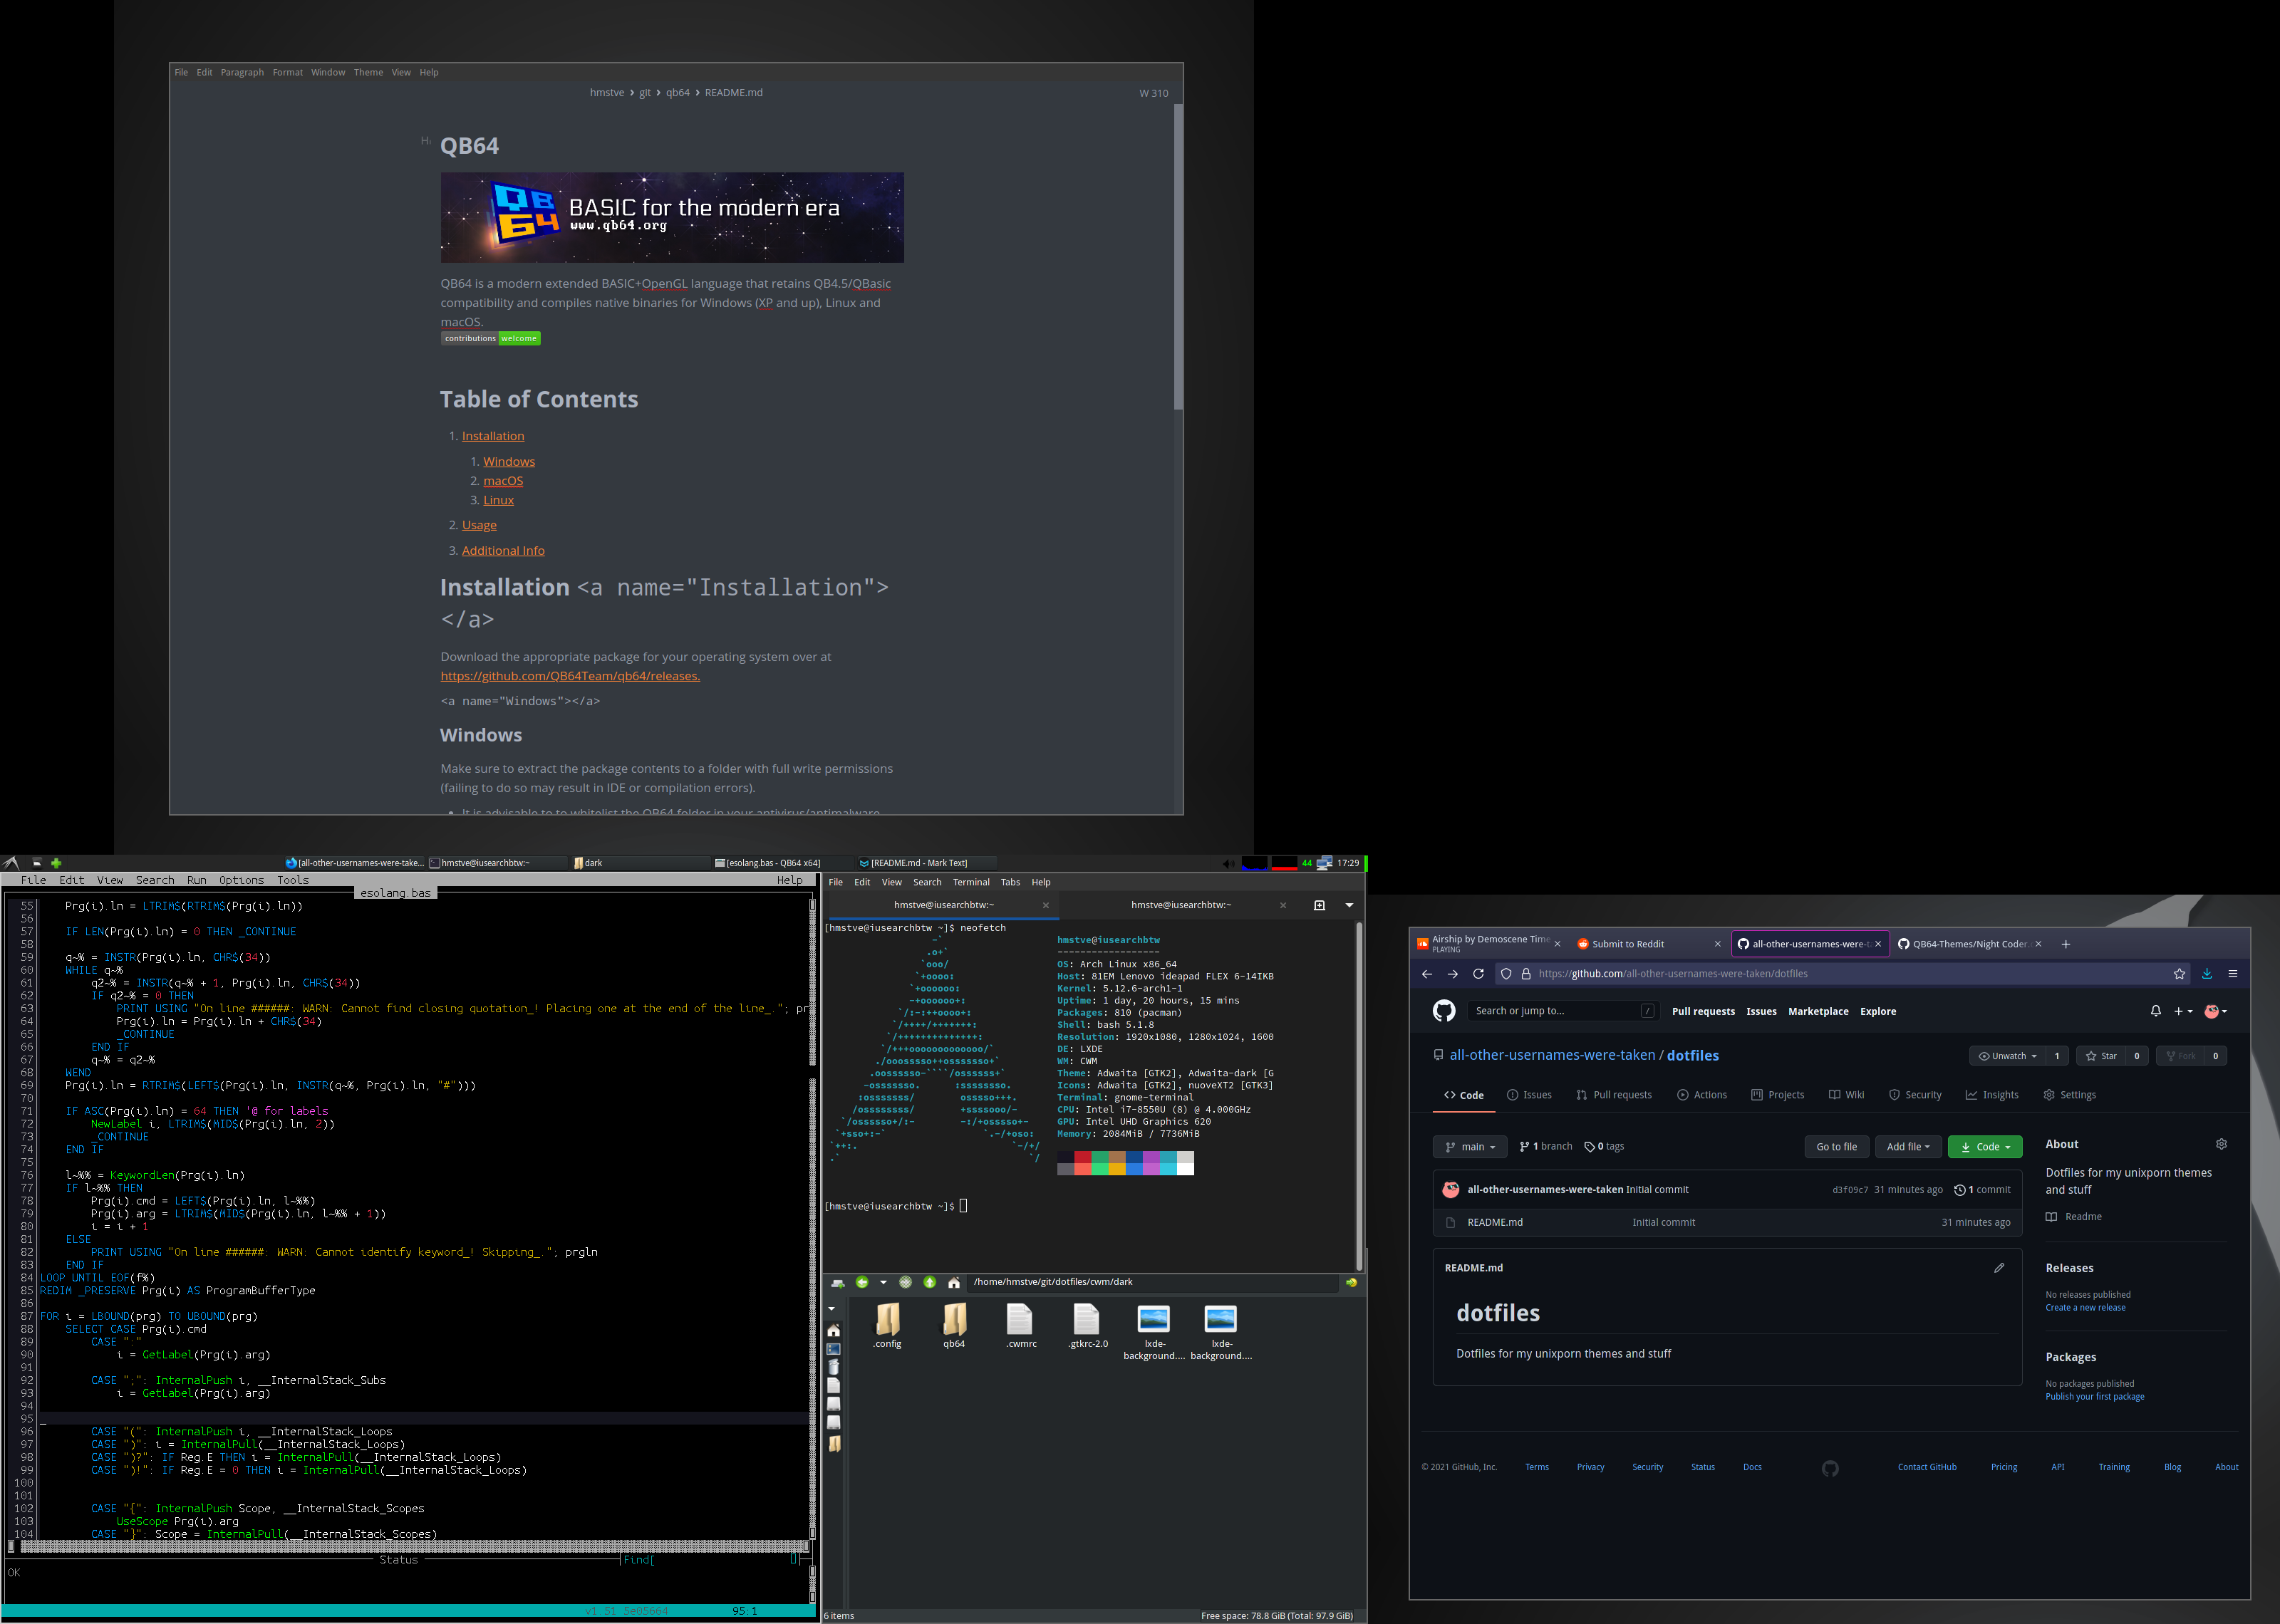 File Edit Paragraph Format Window Theme View Help
hmstve › git › qb64 › README.md
W 310
QB64
QB
64
BASIC for the modern era
www.qb64.org
QB64 is a modern extended BASIC+OpenGL language that retains QB4.5/QBasic
compatibility and compiles native binaries for Windows (XP and up), Linux and
macOS.
contributions welcome
Table of Contents
1. Installation
1. Windows
2. macOS
3. Linux
2. Usage
3. Additional Info
Installation <a name="Installation">
</a>
Download the appropriate package for your operating system over at
https://github.com/QB64Team/qb64/releases.
<a name="Windows"></a>
Windows
Make sure to extract the package contents to a folder with full write permissions
(failing to do so may result in IDE or compilation errors).
• It is advisable to to whitelist the QB64 folder in your antivirus/antimalware
[all-other-usernames-were-take... hmstve@iusearchbtw:~ dark [esolang.bas - QB64 x64] [README.md - Mark Text] 44 17:29
File Edit View Search Run Options Tools Help
esolang.bas
55 Prg(i).ln = LTRIM$(RTRIM$(Prg(i).ln))
56
57 IF LEN(Prg(i).ln) = 0 THEN _CONTINUE
58
59 q~% = INSTR(Prg(i).ln, CHR$(34))
60 WHILE q~%
61 q2~% = INSTR(q~% + 1, Prg(i).ln, CHR$(34))
62 IF q2~% = 0 THEN
63 PRINT USING "On line ######: WARN: Cannot find closing quotation_! Placing one at the end of the line_."; pr
64 Prg(i).ln = Prg(i).ln + CHR$(34)
65 _CONTINUE
66 END IF
67 q~% = q2~%
68 WEND
69 Prg(i).ln = RTRIM$(LEFT$(Prg(i).ln, INSTR(q~%, Prg(i).ln, "#")))
70
71 IF ASC(Prg(i).ln) = 64 THEN '@ for labels
72 NewLabel i, LTRIM$(MID$(Prg(i).ln, 2))
73 _CONTINUE
74 END IF
75
76 l~%% = KeywordLen(Prg(i).ln)
77 IF l~%% THEN
78 Prg(i).cmd = LEFT$(Prg(i).ln, l~%%)
79 Prg(i).arg = LTRIM$(MID$(Prg(i).ln, l~%% + 1))
80 i = i + 1
81 ELSE
82 PRINT USING "On line ######: WARN: Cannot identify keyword_! Skipping_."; prgln
83 END IF
84 LOOP UNTIL EOF(f%)
85 REDIM _PRESERVE Prg(i) AS ProgramBufferType
86
87 FOR i = LBOUND(prg) TO UBOUND(prg)
88 SELECT CASE Prg(i).cmd
89 CASE ":"
90 i = GetLabel(Prg(i).arg)
91
92 CASE ";": InternalPush i, __InternalStack_Subs
93 i = GetLabel(Prg(i).arg)
94
95
96 CASE "(": InternalPush i, __InternalStack_Loops
97 CASE ")": i = InternalPull(__InternalStack_Loops)
98 CASE ")?": IF Reg.E THEN i = InternalPull(__InternalStack_Loops)
99 CASE ")!": IF Reg.E = 0 THEN i = InternalPull(__InternalStack_Loops)
100
101
102 CASE "{": InternalPush Scope, __InternalStack_Scopes
103 UseScope Prg(i).arg
104 CASE "}": Scope = InternalPull(__InternalStack_Scopes)
Status Find[ ]
OK
v1.51 5e05664 95:1
File Edit View Search Terminal Tabs Help
hmstve@iusearchbtw:~ hmstve@iusearchbtw:~
[hmstve@iusearchbtw ~]$ neofetch
hmstve@iusearchbtw
------------------
OS: Arch Linux x86_64
Host: 81EM Lenovo ideapad FLEX 6-14IKB
Kernel: 5.12.6-arch1-1
Uptime: 1 day, 20 hours, 15 mins
Packages: 810 (pacman)
Shell: bash 5.1.8
Resolution: 1920x1080, 1280x1024, 1600
DE: LXDE
WM: CWM
Theme: Adwaita [GTK2], Adwaita-dark [G
Icons: Adwaita [GTK2], nuoveXT2 [GTK3]
Terminal: gnome-terminal
CPU: Intel i7-8550U (8) @ 4.000GHz
GPU: Intel UHD Graphics 620
Memory: 2084MiB / 7736MiB
[hmstve@iusearchbtw ~]$
/home/hmstve/git/dotfiles/cwm/dark
.config qb64 .cwmrc .gtkrc-2.0 lxde-background.... lxde-background....
6 items Free space: 78.8 GiB (Total: 97.9 GiB)
Airship by Demoscene Time
PLAYING
Submit to Reddit
all-other-usernames-were-t
QB64-Themes/Night Coder.
https://github.com/all-other-usernames-were-taken/dotfiles
Search or jump to... / Pull requests Issues Marketplace Explore
all-other-usernames-were-taken / dotfiles
Unwatch 1 Star 0 Fork 0
Code Issues Pull requests Actions Projects Wiki Security Insights Settings
main 1 branch 0 tags Go to file Add file Code
all-other-usernames-were-taken Initial commit d3f09c7 31 minutes ago 1 commit
README.md Initial commit 31 minutes ago
README.md
dotfiles
Dotfiles for my unixporn themes and stuff
About
Dotfiles for my unixporn themes
and stuff
Readme
Releases
No releases published
Create a new release
Packages
No packages published
Publish your first package
© 2021 GitHub, Inc. Terms Privacy Security Status Docs Contact GitHub Pricing API Training Blog About